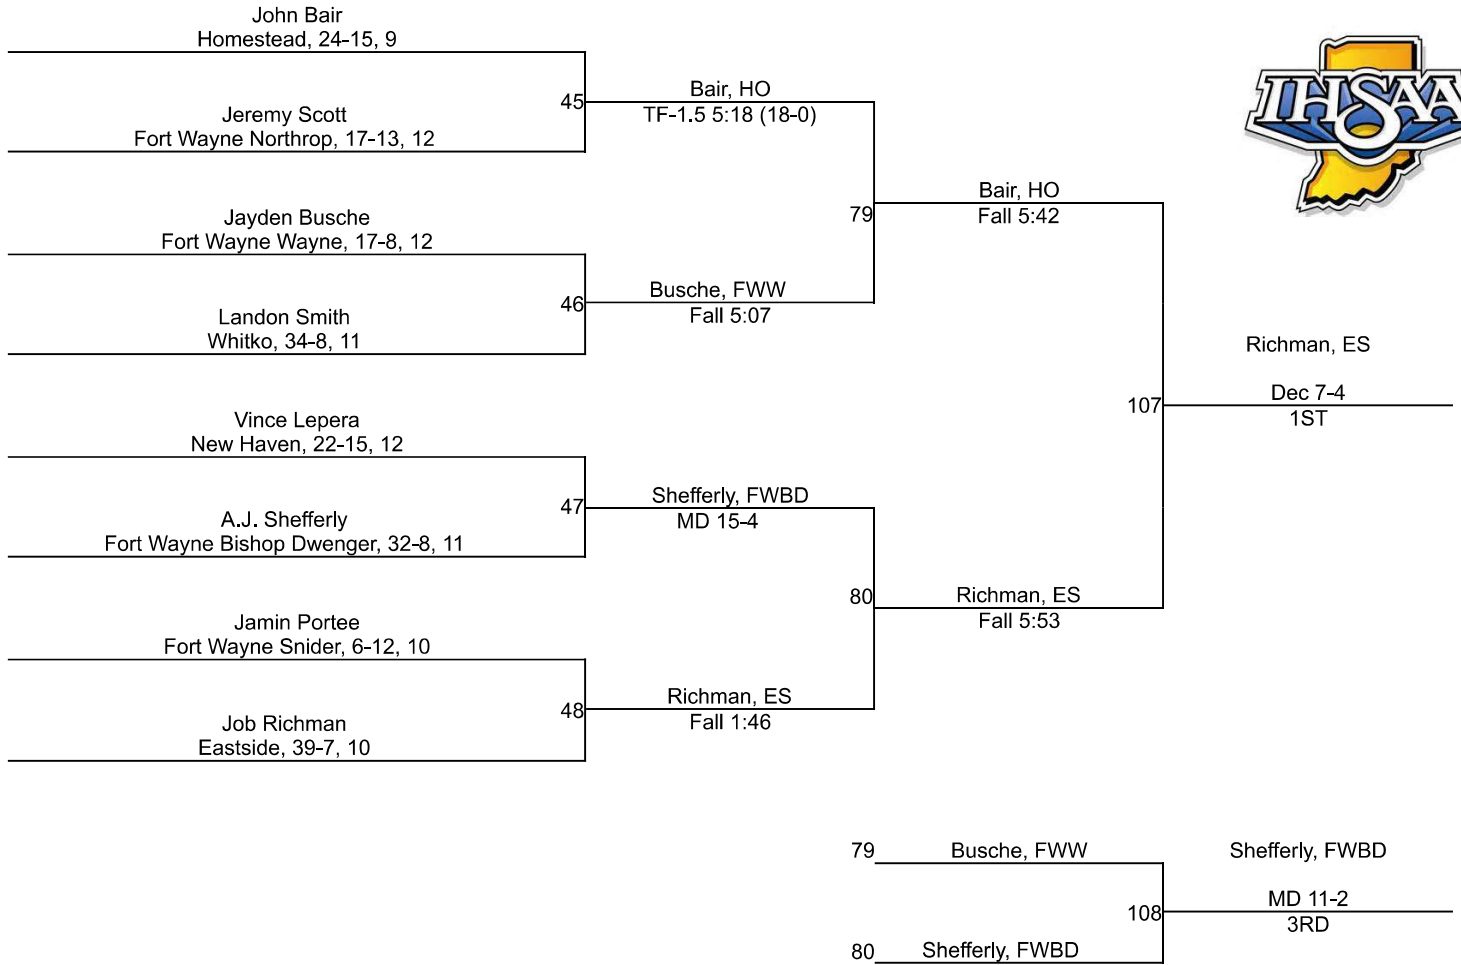 John Bair
Homestead, 24-15, 9
45
Jeremy Scott
Fort Wayne Northrop, 17-13, 12
Bair, HO
TF-1.5 5:18 (18-0)
Jayden Busche
Fort Wayne Wayne, 17-8, 12
46
Landon Smith
Whitko, 34-8, 11
Busche, FWW
Fall 5:07
79
Bair, HO
Fall 5:42
IHSAA
Vince Lepera
New Haven, 22-15, 12
47
A.J. Shefferly
Fort Wayne Bishop Dwenger, 32-8, 11
Shefferly, FWBD
MD 15-4
Jamin Portee
Fort Wayne Snider, 6-12, 10
48
Job Richman
Eastside, 39-7, 10
Richman, ES
Fall 1:46
80
Richman, ES
Fall 5:53
107
Richman, ES
Dec 7-4
1ST
79
Busche, FWW
108
80
Shefferly, FWBD
Shefferly, FWBD
MD 11-2
3RD